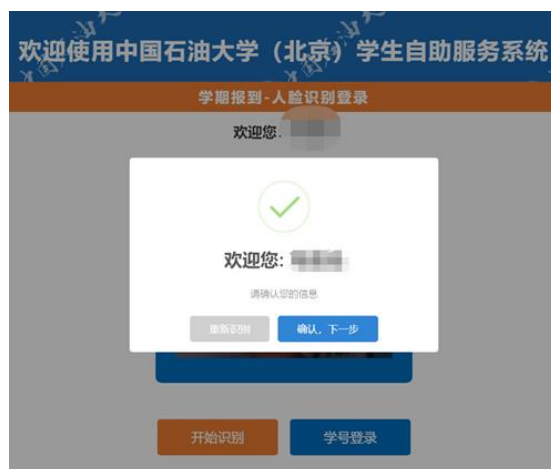 欢迎使用中国石油大学（北京）学生自助服务系统
学期报到-人脸识别登录
欢迎您:
欢迎您:
请确认您的信息
重新识别
确认，下一步
开始识别
学号登录